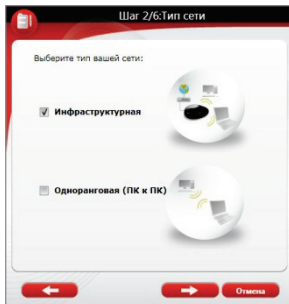 Шаг 2/6:Тип сети
Выберите тип вашей сети:
Инфраструктурная
Одноранговая (ПК к ПК)
Отмена